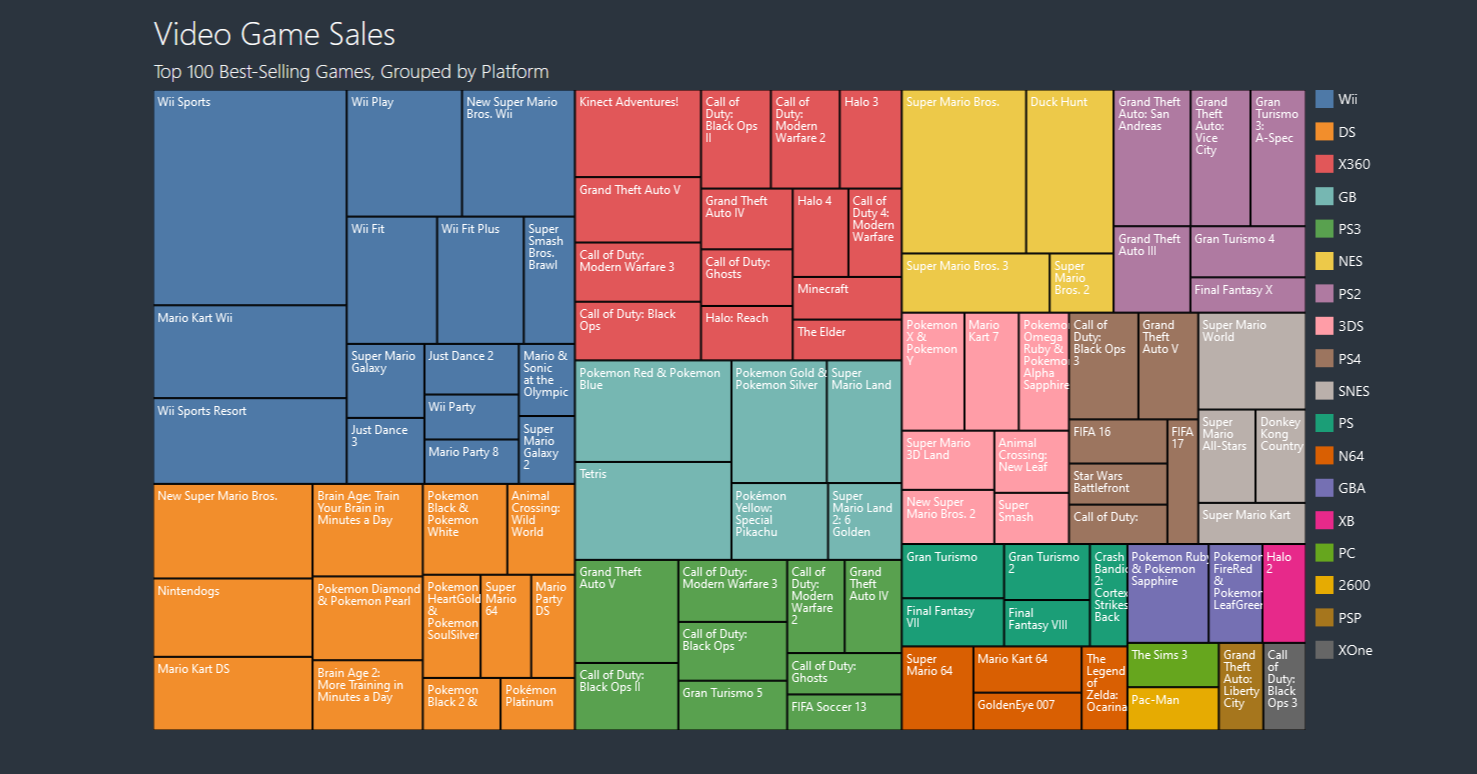 Video Game Sales
Top 100 Best-Selling Games, Grouped by Platform
Wii Sports
Wii Play
New Super Mario
Bros. Wii
Mario Kart Wii
Wii Sports Resort
Wii Fit
Wii Fit Plus
Super
Smash
Bros.
Brawl
Super Mario
Galaxy
Just Dance
3
Just Dance 2
Wii Party
Mario Party 8
Mario &
Sonic
at the
Olympic
Super
Mario
Galaxy
2
New Super Mario Bros.
Nintendogs
Mario Kart DS
Brain Age: Train
Your Brain in
Minutes a Day
Pokemon Diamond
& Pokemon Pearl
Brain Age 2:
More Training in
Minutes a Day
Pokemon
Black &
Pokemon
White
Animal
Crossing:
Wild
World
Pokemon
HeartGold
&
Pokemon
SoulSilver
Super
Mario
64
Mario
Party
DS
Pokemon
Black 2 &
Pokémon
Platinum
Kinect Adventures!
Grand Theft Auto V
Call of Duty:
Modern Warfare 3
Call of Duty: Black
Ops
Call of
Duty:
Black Ops
II
Call of
Duty:
Modern
Warfare 2
Halo 3
Grand Theft
Auto IV
Call of Duty:
Ghosts
Halo: Reach
Halo 4
Call of
Duty 4:
Modern
Warfare
Minecraft
The Elder
Pokemon Red & Pokemon
Blue
Tetris
Pokemon Gold &
Pokemon Silver
Super
Mario Land
Pokémon
Yellow:
Special
Pikachu
Super
Mario Land
2: 6
Golden
Grand Theft
Auto V
Call of Duty:
Black Ops II
Call of Duty:
Modern Warfare 3
Call of Duty:
Black Ops
Gran Turismo 5
Call of
Duty:
Modern
Warfare
2
Grand
Theft
Auto IV
Call of Duty:
Ghosts
FIFA Soccer 13
Super Mario Bros.
Duck Hunt
Super Mario Bros. 3
Super
Mario
Bros. 2
Grand Theft
Auto: San
Andreas
Grand
Theft
Auto:
Vice
City
Gran
Turismo
3:
A-Spec
Grand Theft
Auto III
Gran Turismo 4
Final Fantasy X
Pokemon
X &
Pokemon
Y
Mario
Kart 7
Pokemo
Omega
Ruby &
Pokemo
Alpha
Sapphire
Super Mario
3D Land
New Super
Mario Bros. 2
Animal
Crossing:
New Leaf
Super
Smash
Call of
Duty:
Black Ops
3
Grand
Theft
Auto V
FIFA 16
Star Wars
Battlefront
Call of Duty:
FIFA
17
Super Mario
World
Super
Mario
All-Stars
Donkey
Kong
Country
Super Mario Kart
Gran Turismo
Final Fantasy
VII
Gran Turismo
2
Final
Fantasy VIII
Crash
Bandic
2:
Cortex
Strikes
Back
Pokemon Ruby
& Pokemon
Sapphire
Pokemon
FireRed
&
Pokemon
LeafGreen
Halo
2
Super
Mario 64
Mario Kart 64
GoldenEye 007
The
Legend
of
Zelda:
Ocarina
The Sims 3
Pac-Man
Grand
Theft
Auto:
Liberty
City
Call
of
Duty:
Black
Ops 3
Wii
DS
X360
GB
PS3
NES
PS2
3DS
PS4
SNES
PS
N64
GBA
XB
PC
2600
PSP
XOne